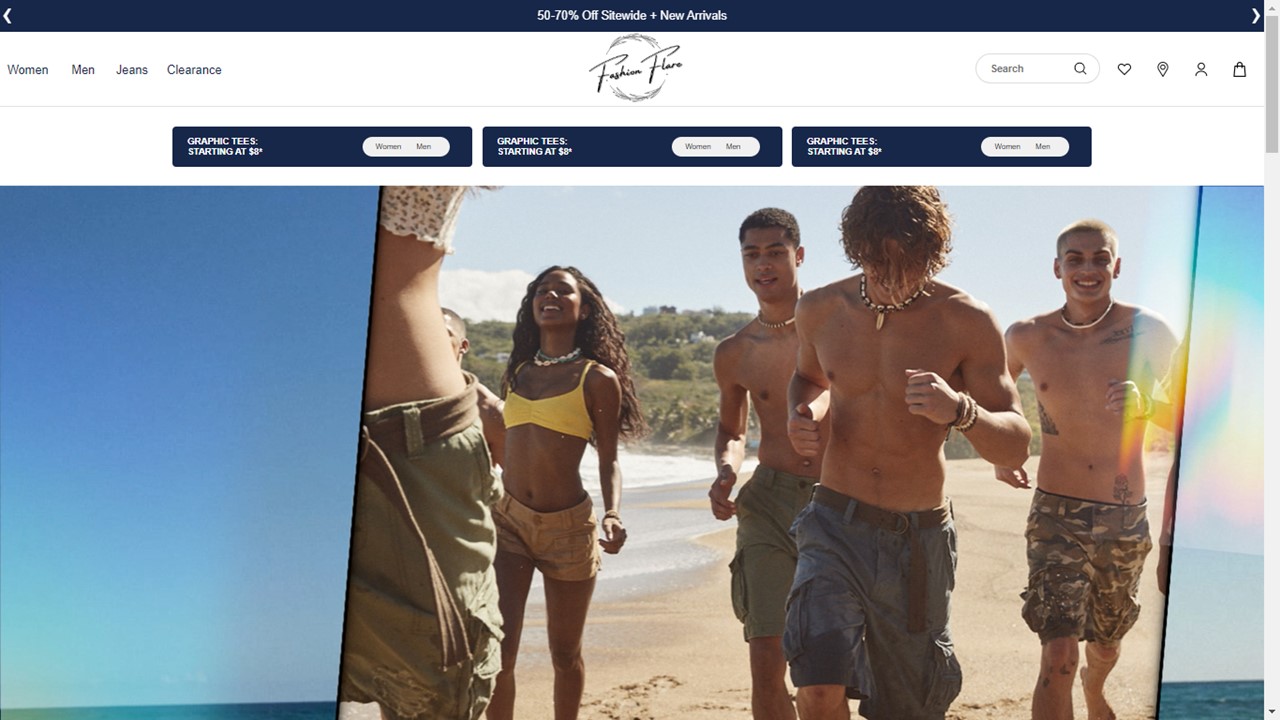 50-70% Off Sitewide + New Arrivals
Women Men Jeans Clearance
Fashion Flare
Search
GRAPHIC TEES:
STARTING AT $8*
Women Men
GRAPHIC TEES:
STARTING AT $8*
Women Men
GRAPHIC TEES:
STARTING AT $8*
Women Men